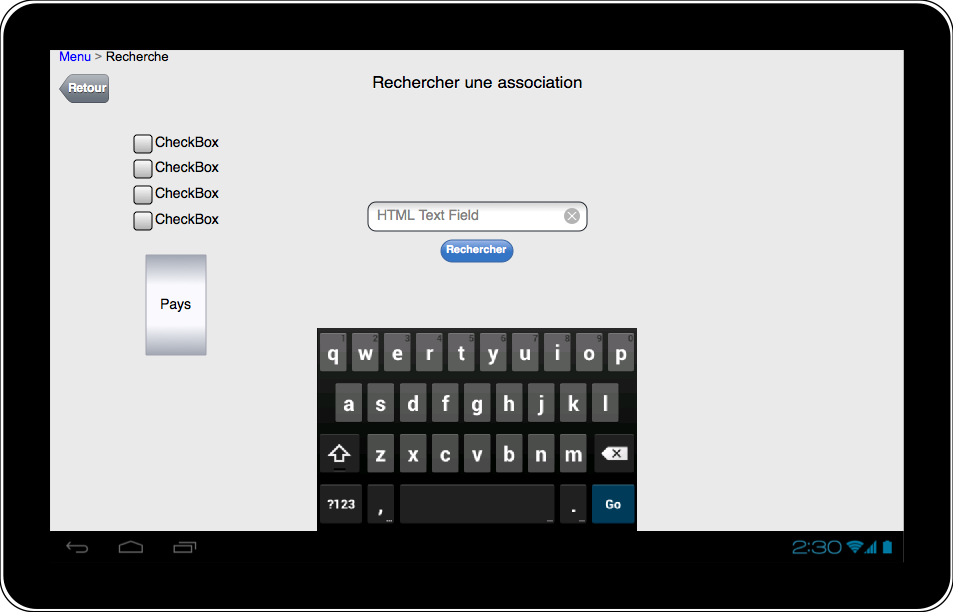 Menu > Recherche
Retour
Rechercher une association
CheckBox
CheckBox
CheckBox
CheckBox
HTML Text Field
Rechercher
Pays
1 2 3 4 5 6 7 8 9 0
q w e r t y u i o p
a s d f g h j k l
z x c v b n m
?123 , ... _ . ... Go
2:30